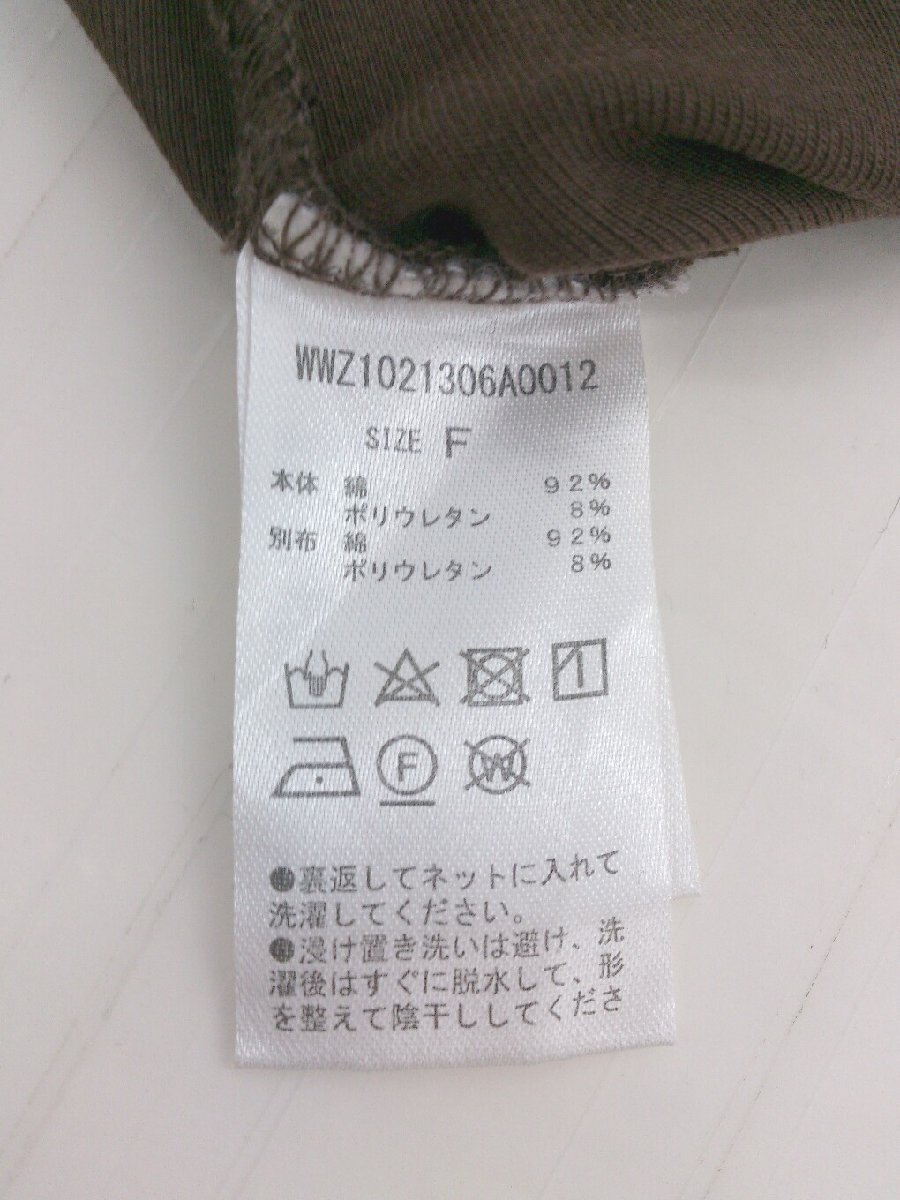 WWZ1021306A0012
SIZE F
本体 綿 92%
ポリウレタン 8%
別布 綿 92%
ポリウレタン 8%
F
W
●裏返してネットに入れて
洗濯してください。
●浸け置き洗いは避け、洗
濯後はすぐに脱水して、形
を整えて陰干ししてくださ